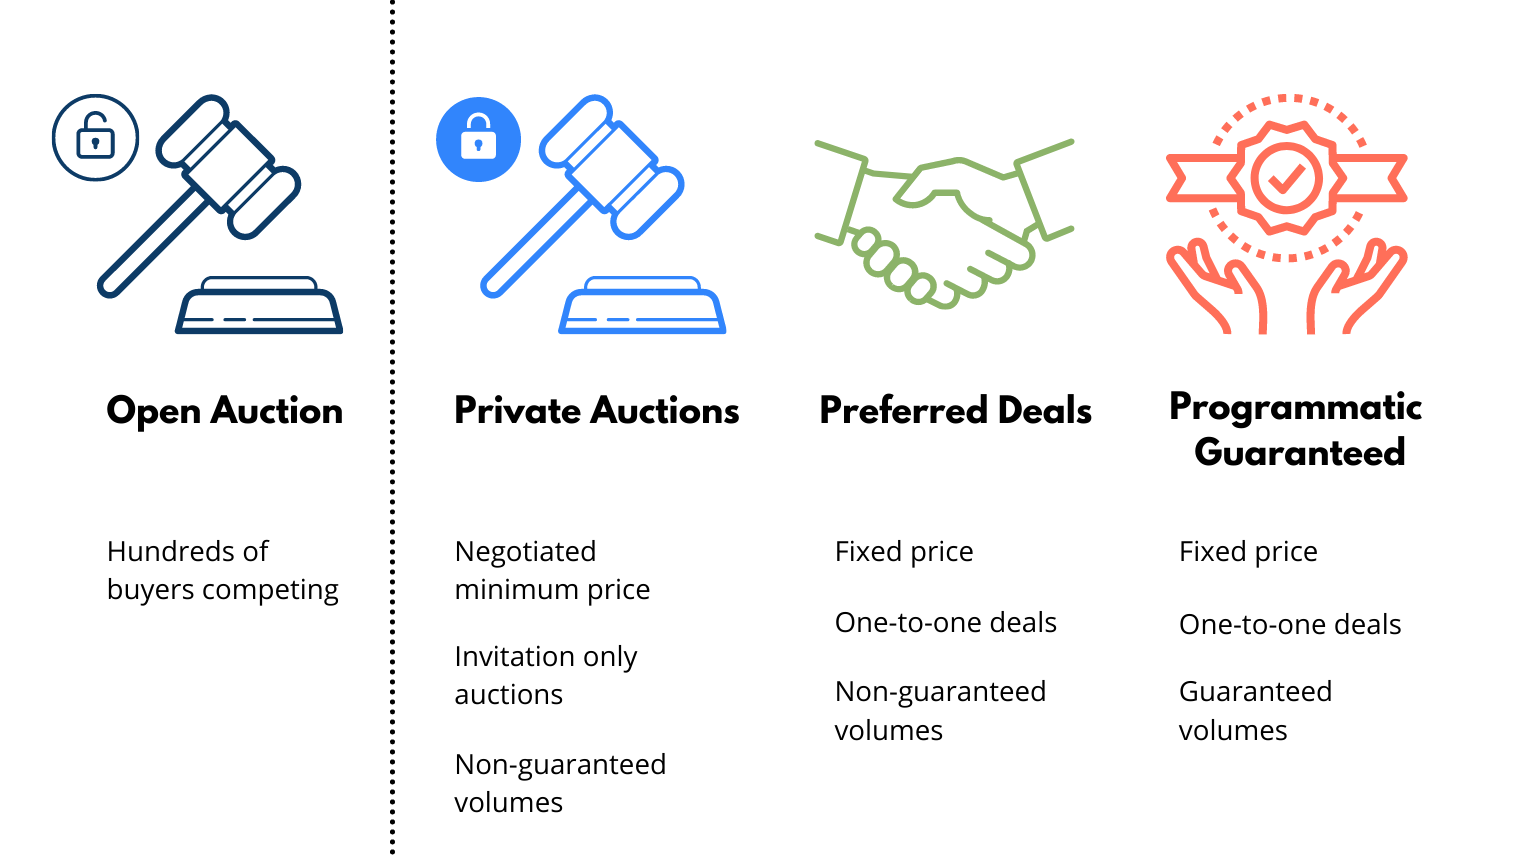 Open Auction
Hundreds of
buyers competing
Private Auctions
Negotiated
minimum price
Invitation only
auctions
Non-guaranteed
volumes
Preferred Deals
Fixed price
One-to-one deals
Non-guaranteed
volumes
Programmatic
Guaranteed
Fixed price
One-to-one deals
Guaranteed
volumes